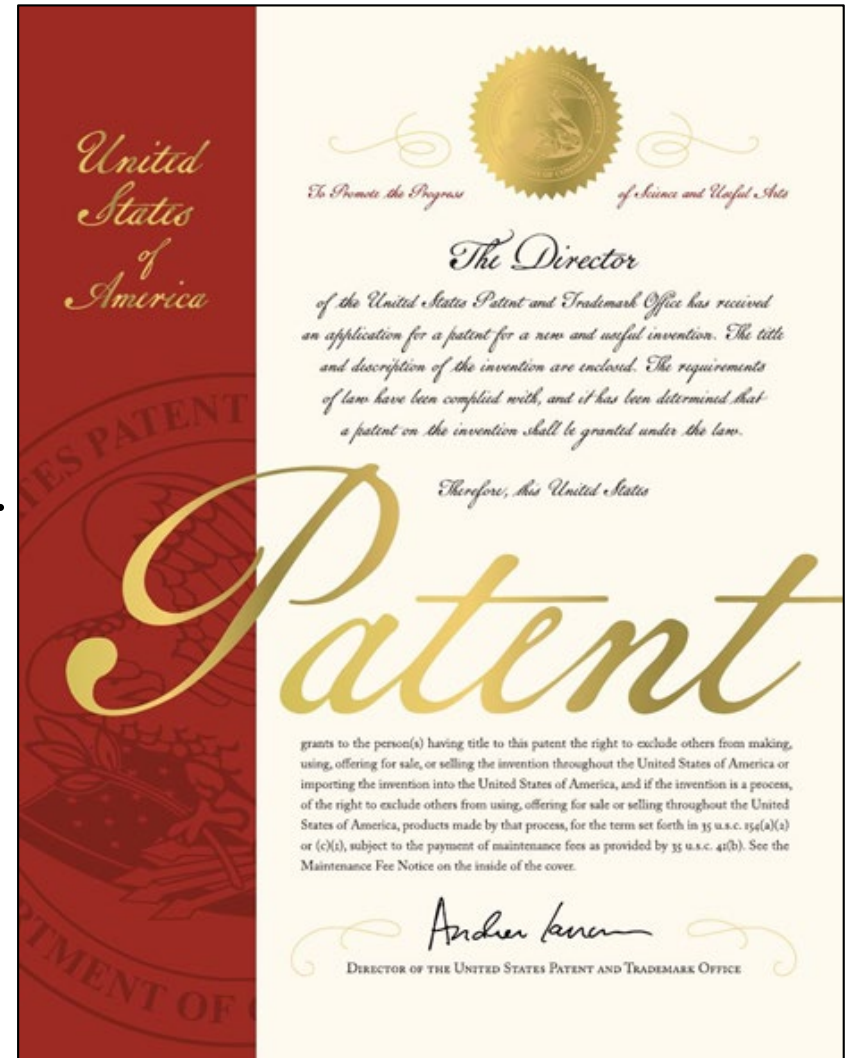 United
States
of
America
To Promote the Progress
of Science and Useful Arts
The Director
of the United States Patent and Trademark Office has received
an application for a patent for a new and useful invention. The title
and description of the invention are enclosed. The requirements
of law have been complied with, and it has been determined that
a patent on the invention shall be granted under the law.
Therefore, this United States
Patent
grants to the person(s) having title to this patent the right to exclude others from making,
using, offering for sale, or selling the invention throughout the United States of America or
importing the invention into the United States of America, and if the invention is a process,
of the right to exclude others from using, offering for sale or selling throughout the United
States of America, products made by that process, for the term set forth in 35 U.S.C. 154(a)(2)
or (c)(1), subject to the payment of maintenance fees as provided by 35 U.S.C. 41(b). See the
Maintenance Fee Notice on the inside of the cover.
DIRECTOR OF THE UNITED STATES PATENT AND TRADEMARK OFFICE
TES PATENT
TMENT OF